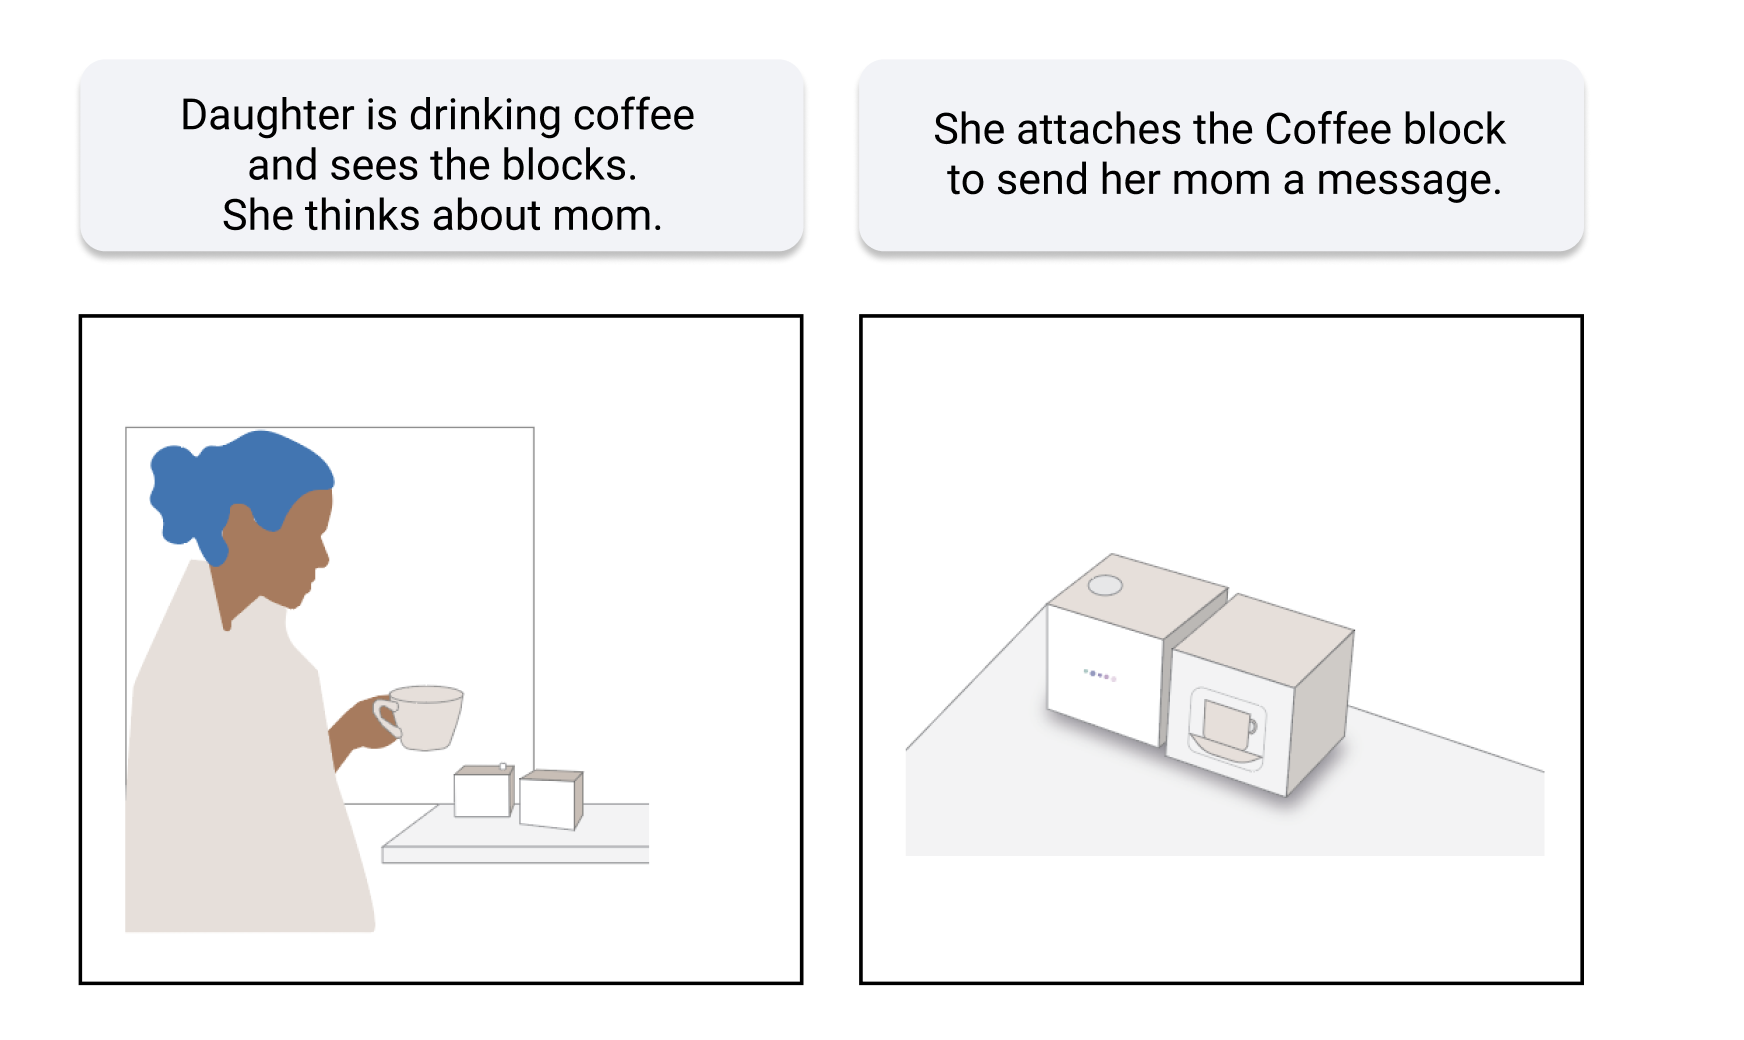 Daughter is drinking coffee
and sees the blocks.
She thinks about mom.
She attaches the Coffee block
to send her mom a message.